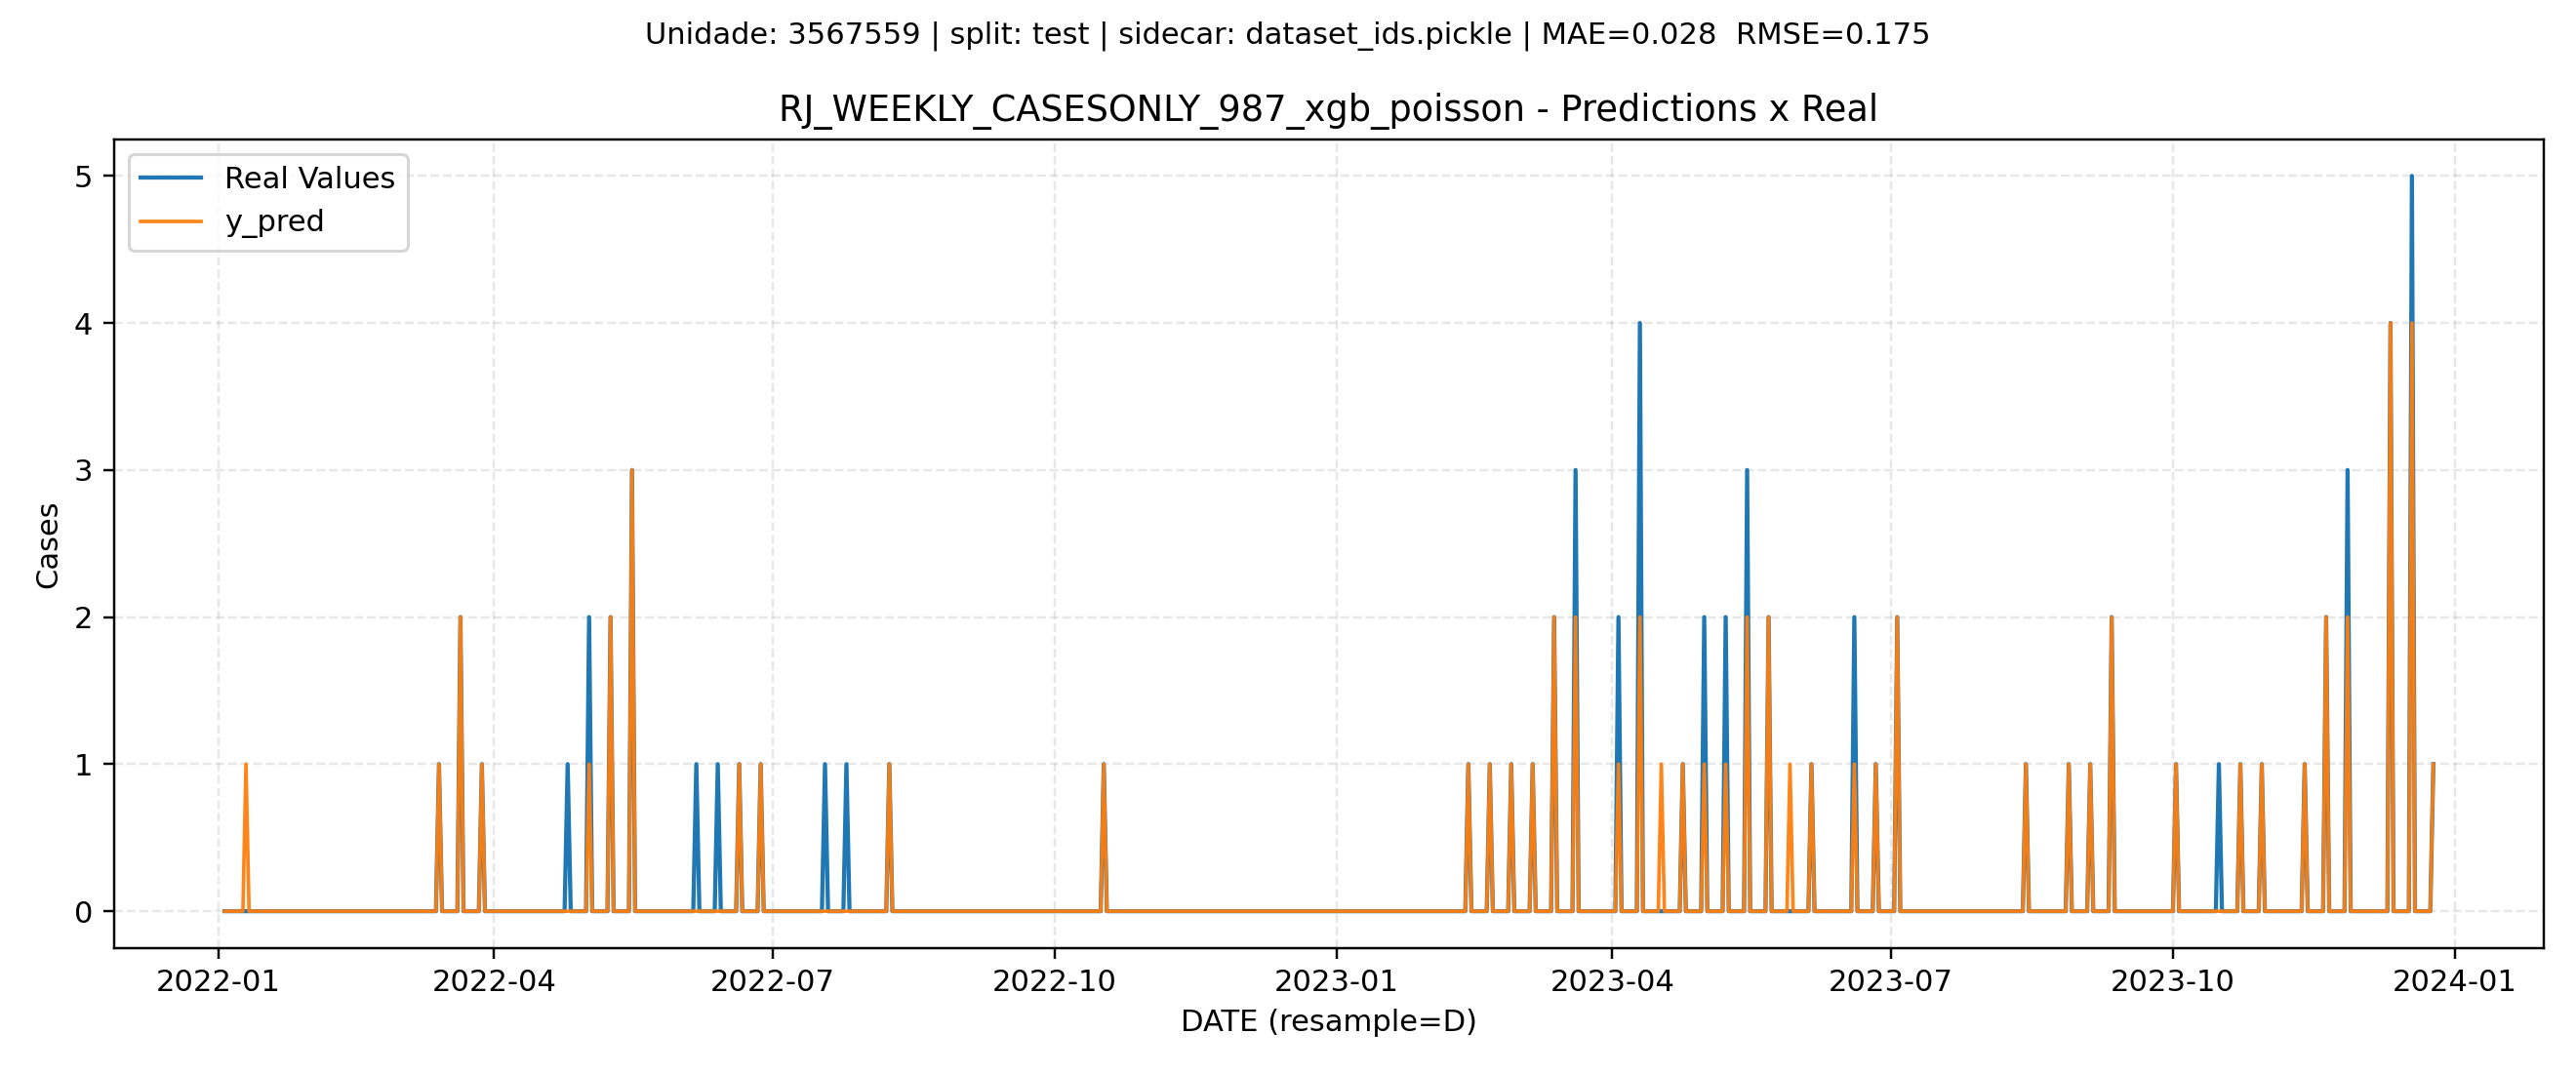 Unidade: 3567559 | split: test | sidecar: dataset_ids.pickle | MAE=0.028  RMSE=0.175
RJ_WEEKLY_CASESONLY_987_xgb_poisson - Predictions x Real
Real Values
y_pred
5
4
3
2
1
0
Cases
2022-01 2022-04 2022-07 2022-10 2023-01 2023-04 2023-07 2023-10 2024-01
DATE (resample=D)